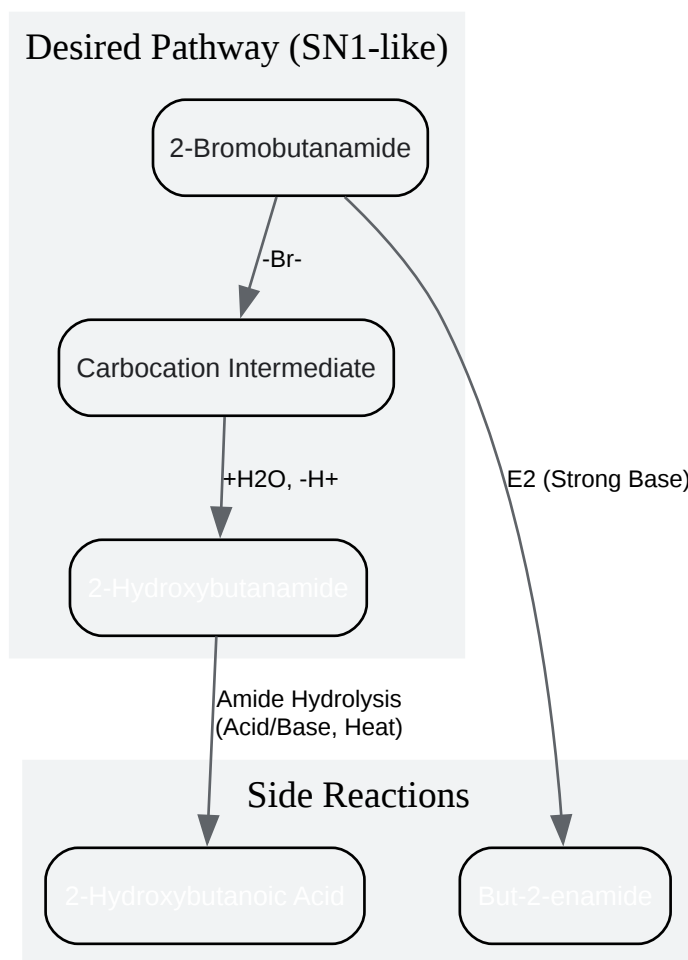 Desired Pathway (SN1-like)
2-Bromobutanamide
-Br-
Carbocation Intermediate
+H2O, -H+
E2 (Strong Base)
2-Hydroxybutanamide
Amide Hydrolysis
(Acid/Base, Heat)
Side Reactions
2-Hydroxybutanoic Acid
But-2-enamide